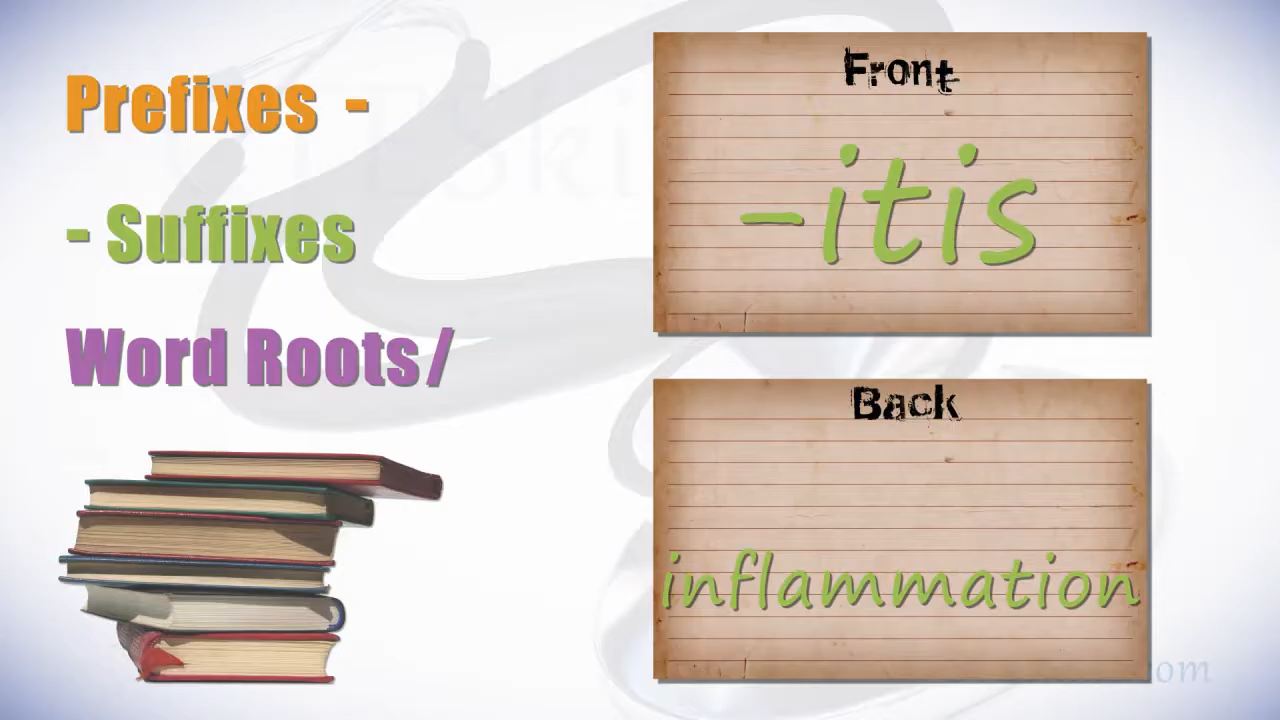 Prefixes -
- Suffixes
Word Roots/
Front
-itis
Back
inflammation